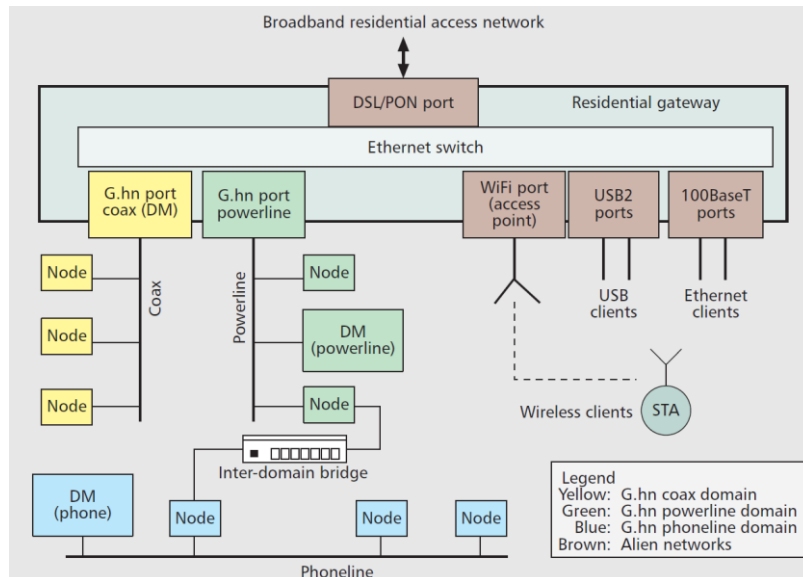 Broadband residential access network
DSL/PON port
Residential gateway
Ethernet switch
G.hn port
coax (DM)
G.hn port
powerline
WiFi port
(access
point)
USB2
ports
100BaseT
ports
Node
Node
Node
Coax
Powerline
Node
DM
(powerline)
Node
USB
clients
Ethernet
clients
Wireless clients
STA
Inter-domain bridge
DM
(phone)
Node
Node
Node
Phoneline
Legend
Yellow: G.hn coax domain
Green: G.hn powerline domain
Blue: G.hn phoneline domain
Brown: Alien networks